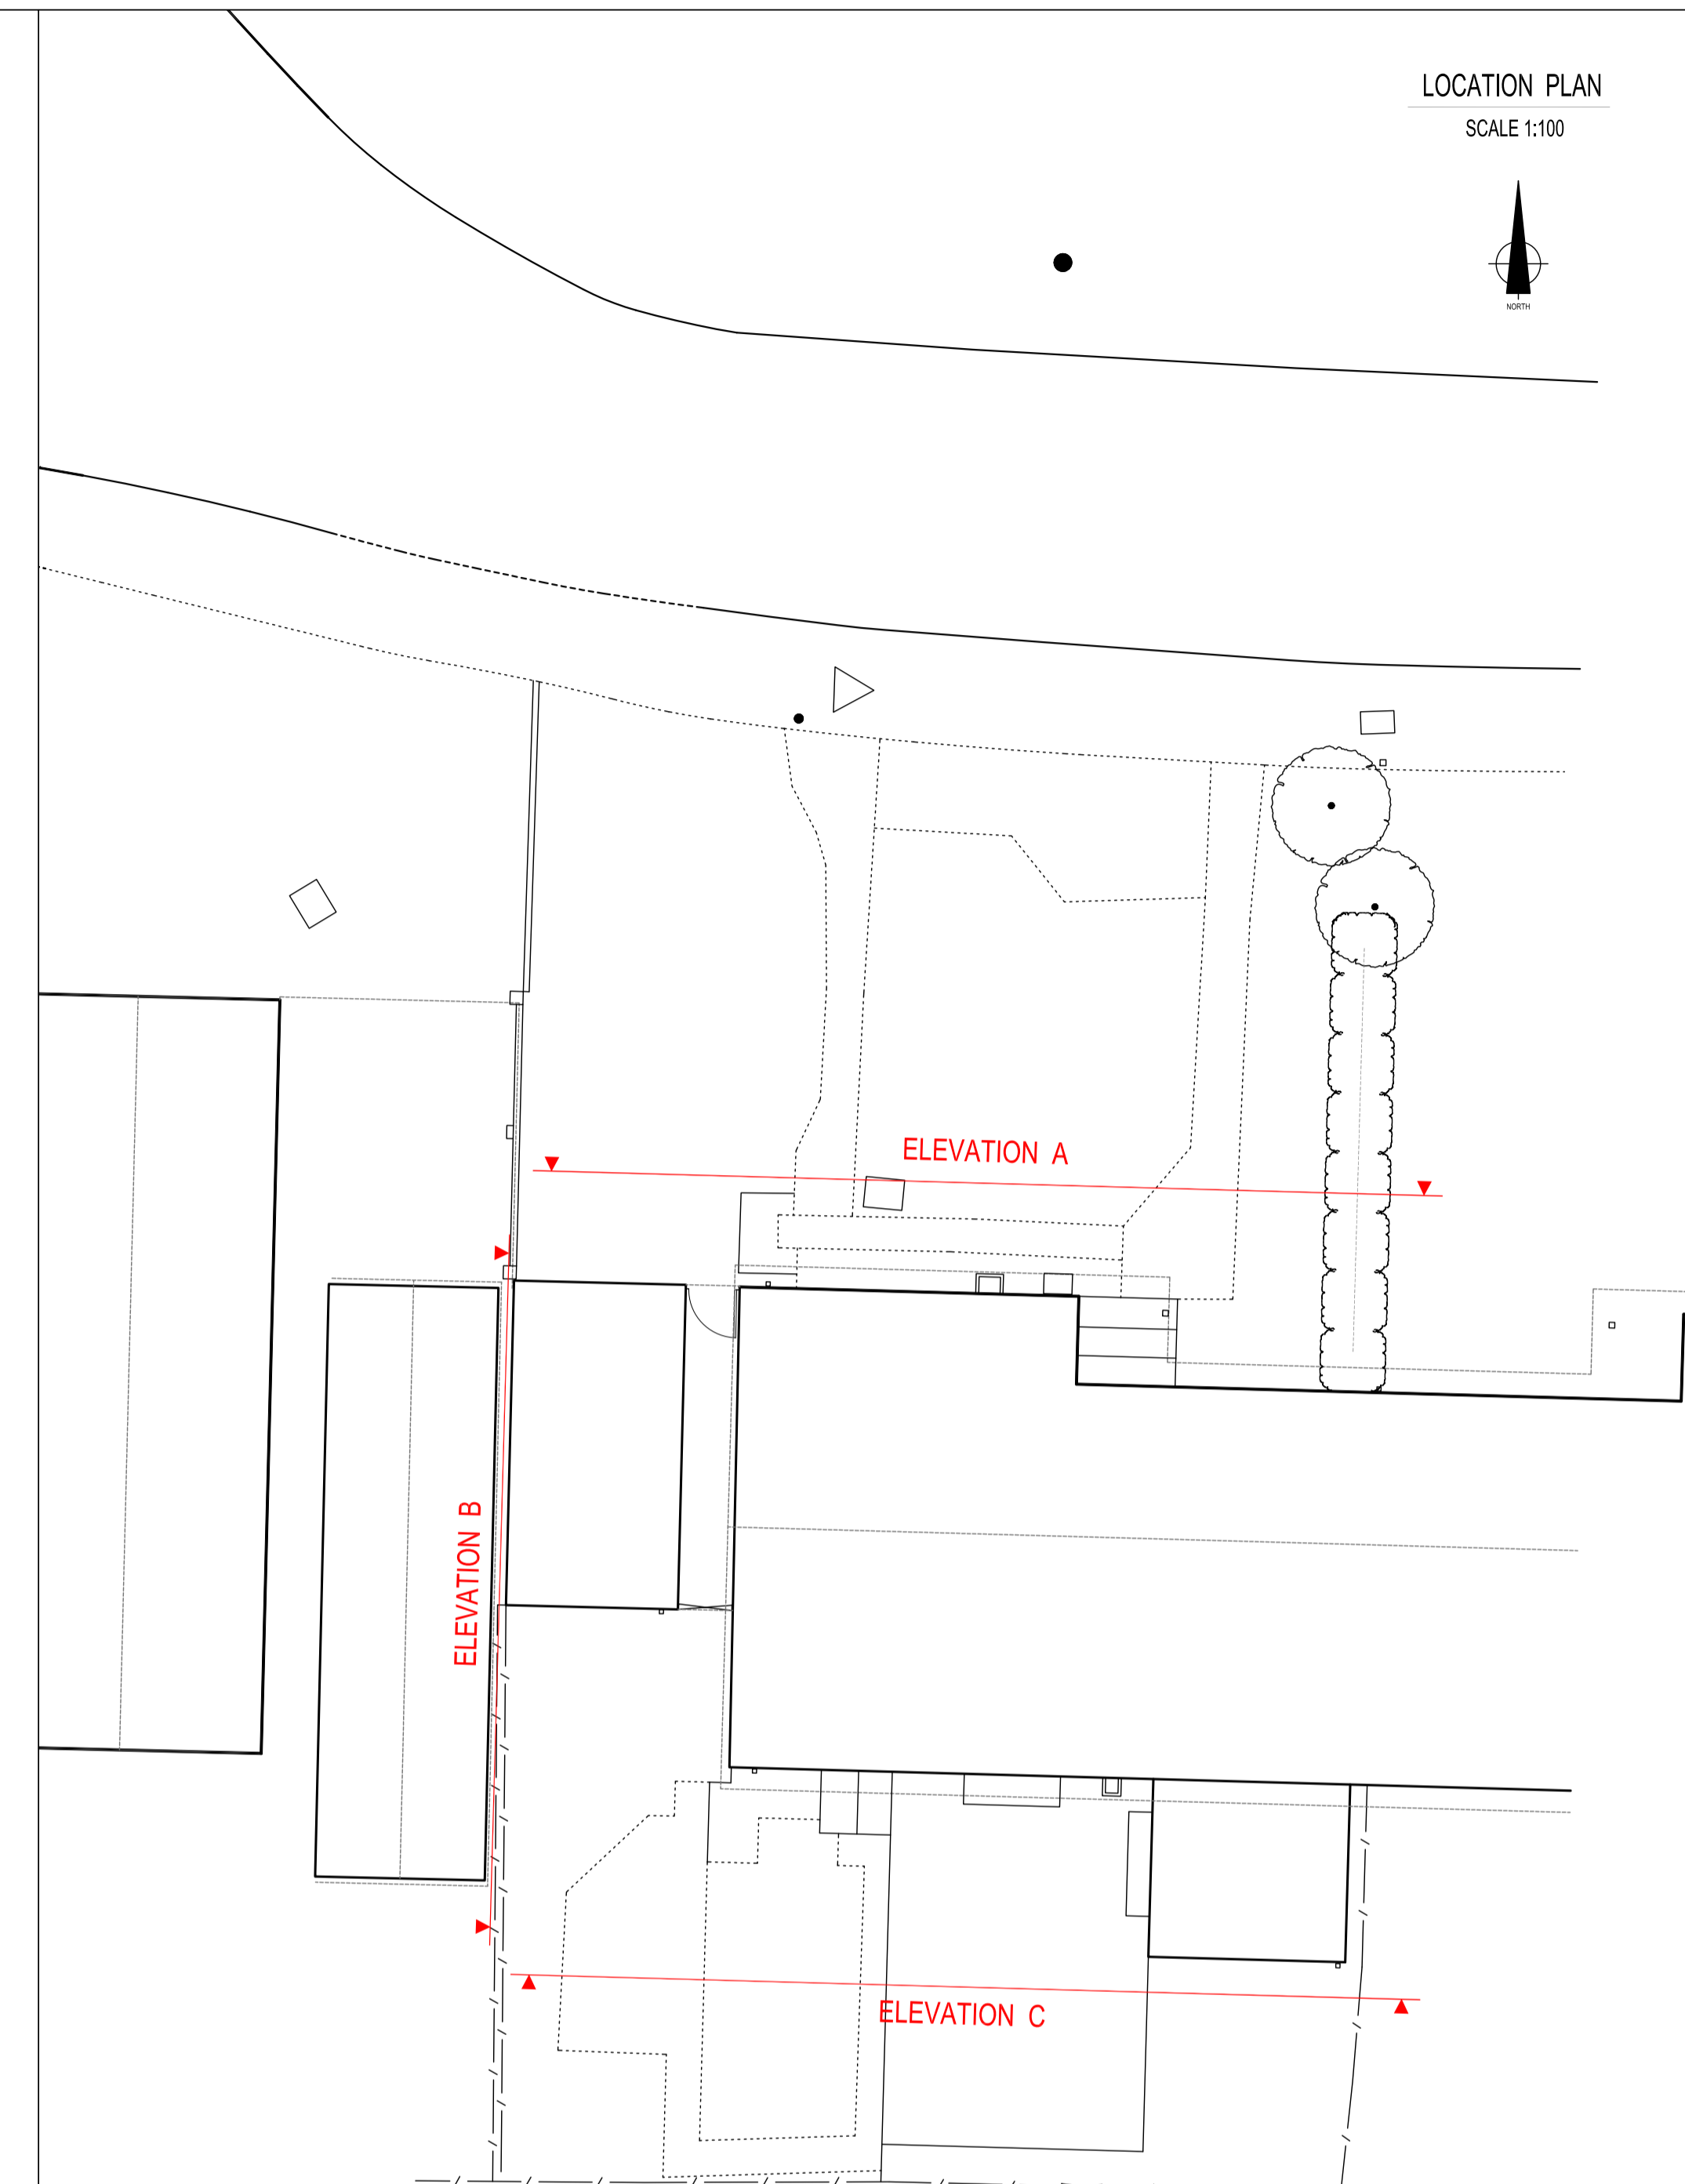 LOCATION PLAN
SCALE 1:100
NORTH
ELEVATION A
ELEVATION B
ELEVATION C